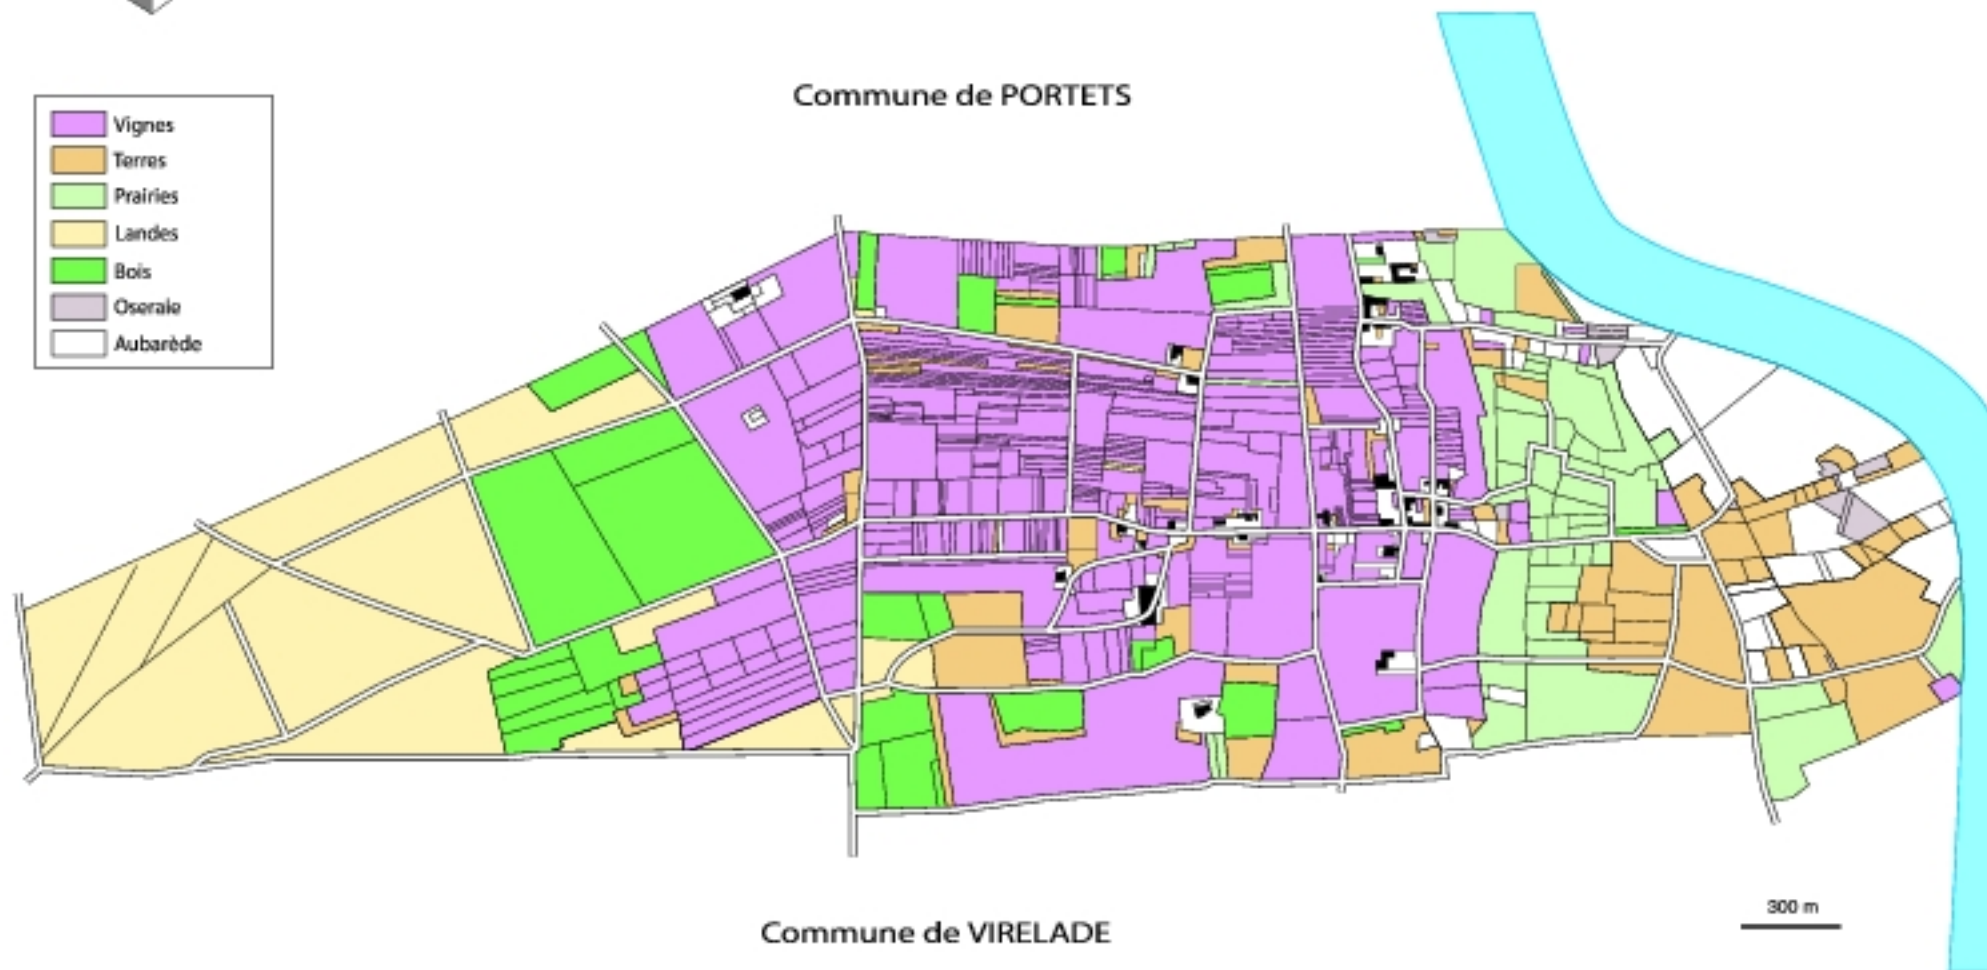 Commune de PORTETS
Vignes
Terres
Prairies
Landes
Bois
Oseraie
Aubarède
300 m
Commune de VIRELADE